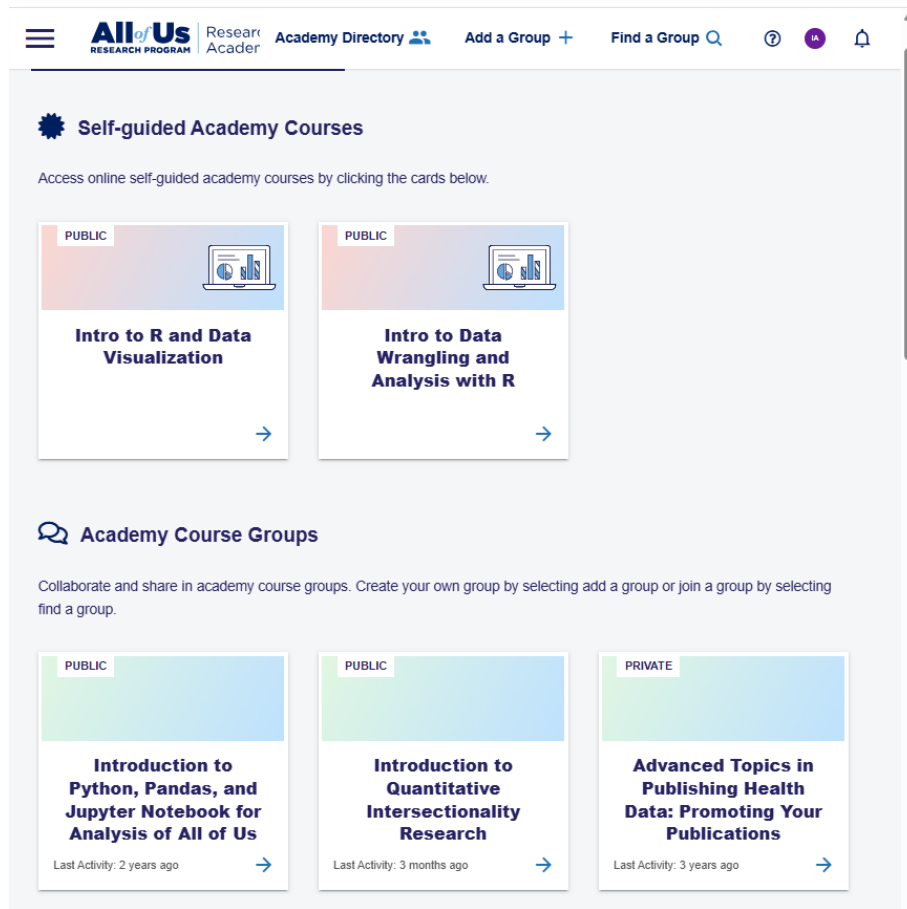 All of Us
RESEARCH PROGRAM
Researc
Acader
Academy Directory
Add a Group +
Find a Group
?
IA
Self-guided Academy Courses
Access online self-guided academy courses by clicking the cards below.
PUBLIC
Intro to R and Data
Visualization
PUBLIC
Intro to Data
Wrangling and
Analysis with R
Academy Course Groups
Collaborate and share in academy course groups. Create your own group by selecting add a group or join a group by selecting
find a group.
PUBLIC
Introduction to
Python, Pandas, and
Jupyter Notebook for
Analysis of All of Us
Last Activity: 2 years ago
PUBLIC
Introduction to
Quantitative
Intersectionality
Research
Last Activity: 3 months ago
PRIVATE
Advanced Topics in
Publishing Health
Data: Promoting Your
Publications
Last Activity: 3 years ago